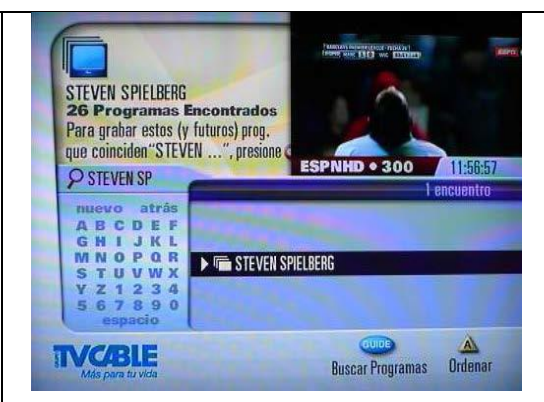 STEVEN SPIELBERG
26 Programas Encontrados
Para grabar estos (y futuros) prog.
que coinciden"STEVEN ...", presione
ESPNHD • 300 11:56:57
STEVEN SP
1 encuentro
nuevo atrás
A B C D E F
G H I J K L
M N O P Q R
S T U V W X
Y Z 1 2 3 4
5 6 7 8 9 0
espacio
STEVEN SPIELBERG
TVCABLE
Más para tu vida
GUIDE
Buscar Programas
A
Ordenar